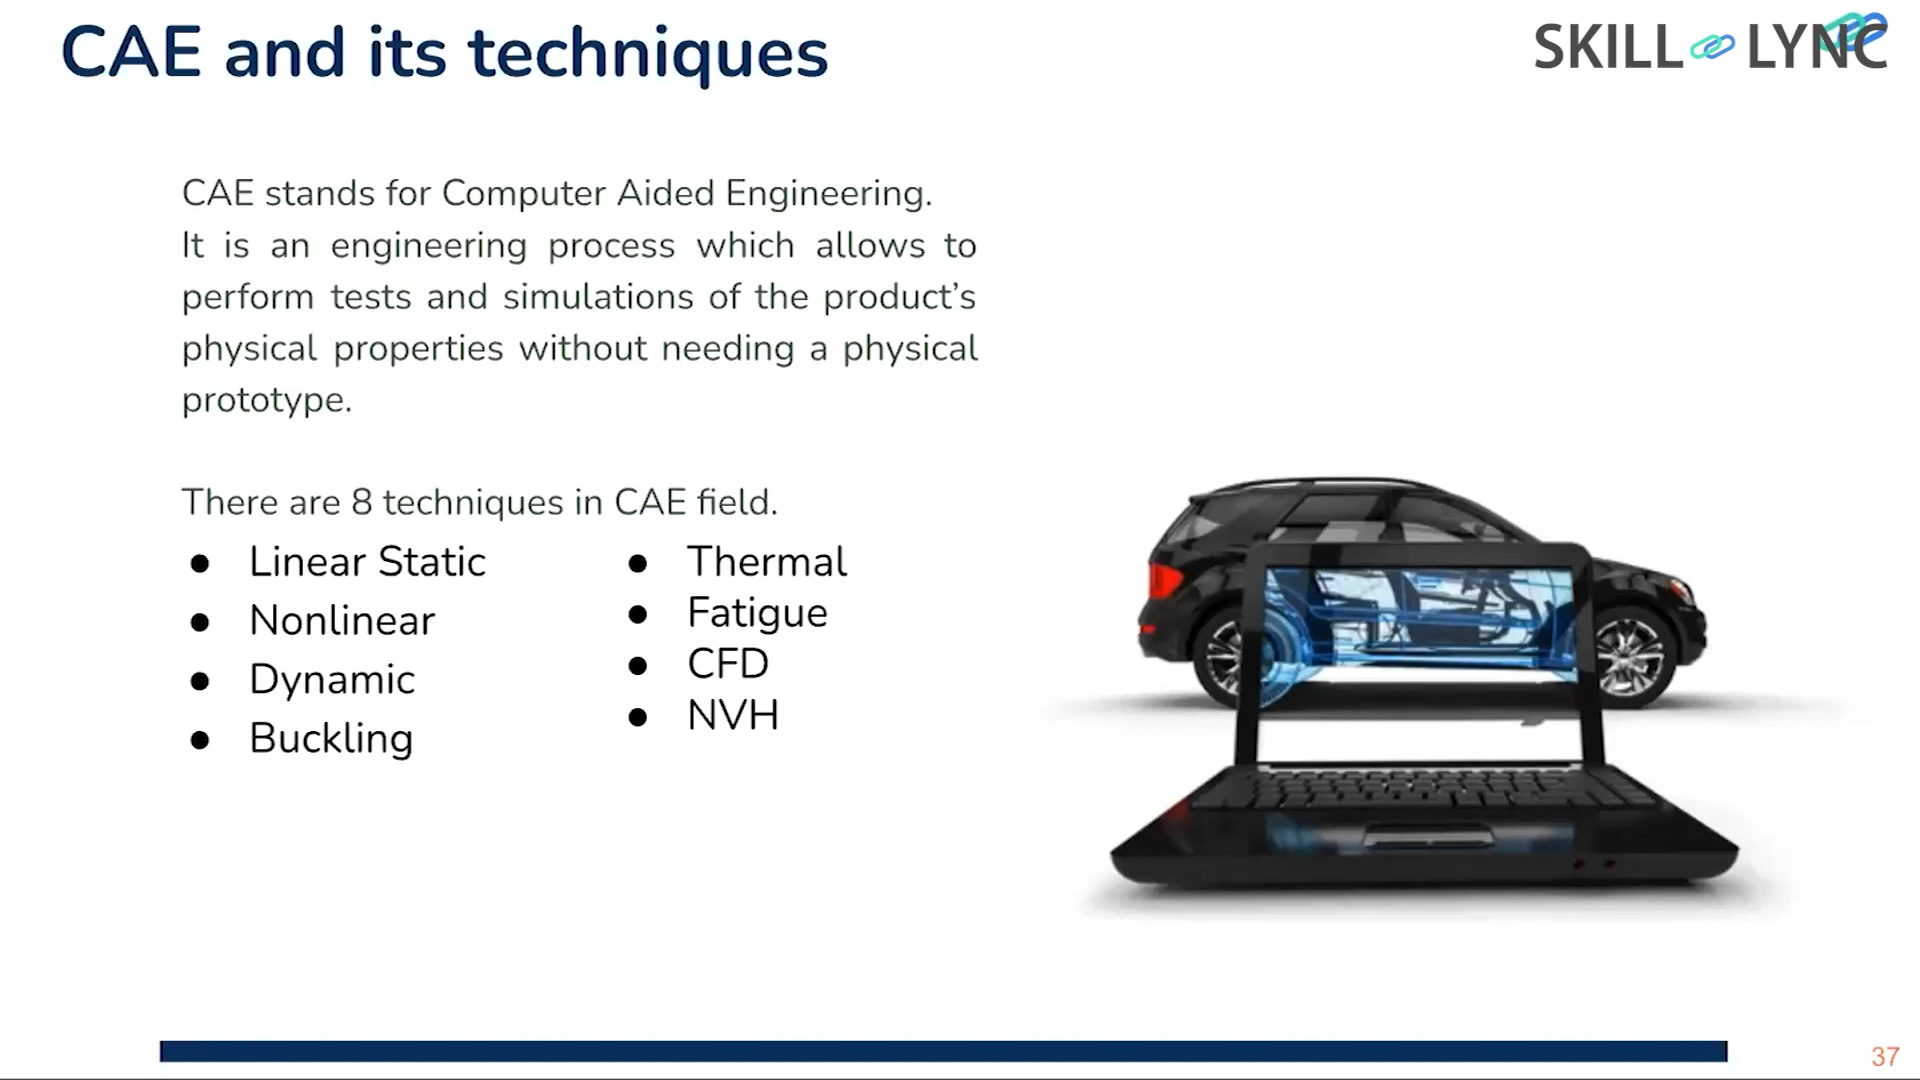 CAE and its techniques
SKILL LYNC
CAE stands for Computer Aided Engineering.
It is an engineering process which allows to
perform tests and simulations of the product’s
physical properties without needing a physical
prototype.
There are 8 techniques in CAE field.
● Linear Static
● Nonlinear
● Dynamic
● Buckling
● Thermal
● Fatigue
● CFD
● NVH
37